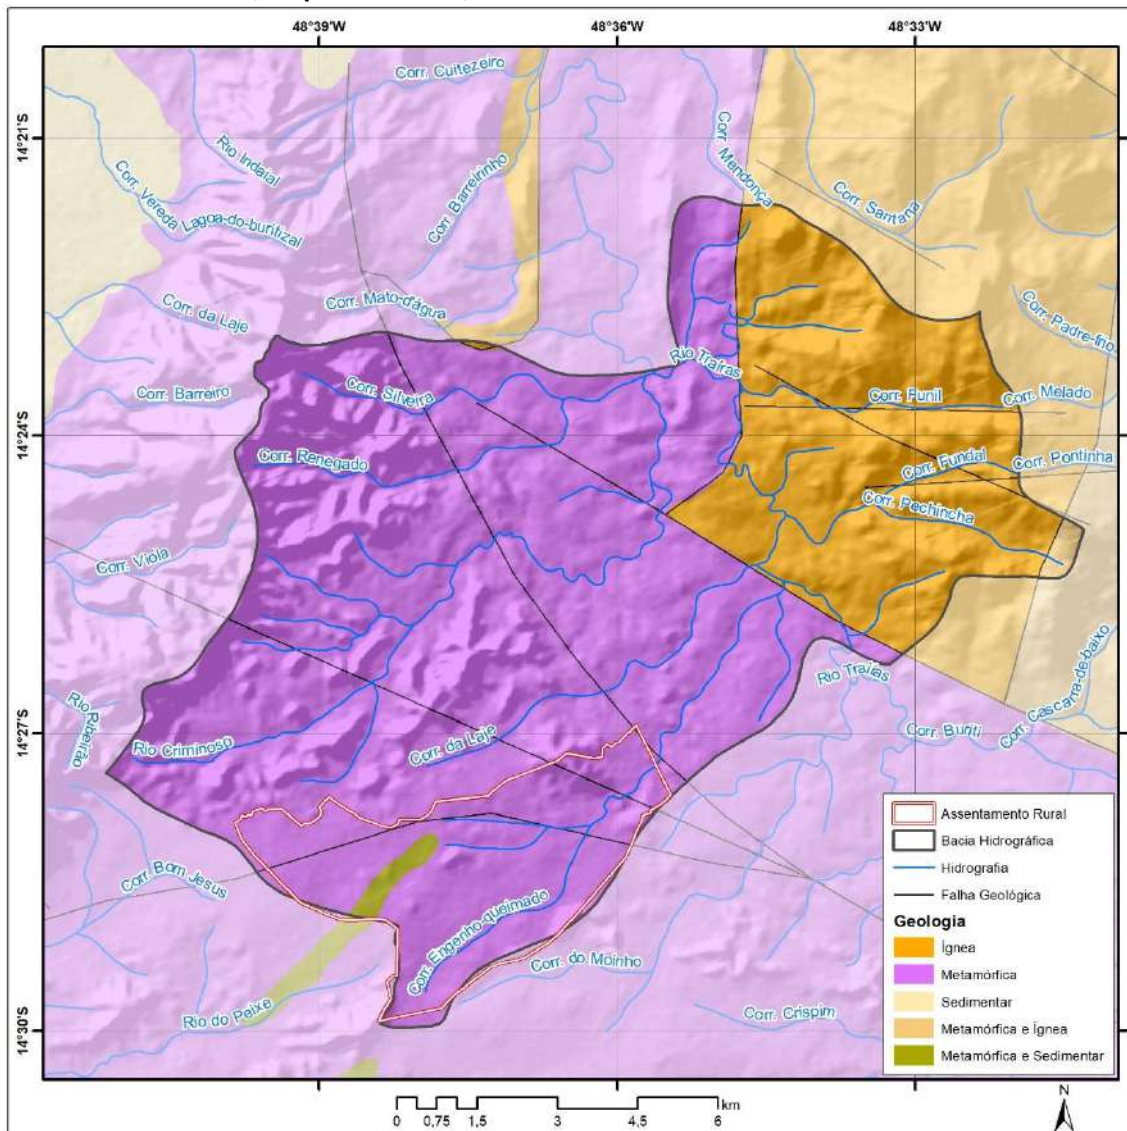 48°39'W
48°36'W
48°33'W
14°21'S
14°24'S
14°27'S
14°30'S
Corr. Cuitezeiro
Rio Indaial
Corr. Mendonça
Corr. Vereda Lagoa-do-buritizal
Corr. Barreirinho
Corr. Santana
Corr. da Laje
Corr. Mato-d'água
Corr. Padre-frio
Rio Traíras
Corr. Barreiro
Corr. Silveira
Corr. Funil
Corr. Melado
Corr. Renegado
Corr. Fundal
Corr. Pontinha
Corr. Pechincha
Corr. Viola
Corr. Cascarra-de-baixo
Rio Traíras
Rio Ribeirão
Rio Criminoso
Corr. da Laje
Corr. Buriti
Corr. Bom Jesus
Corr. Engenho-queimado
Corr. do Moinho
Rio do Peixe
Corr. Crispim
Assentamento Rural
Bacia Hidrográfica
Hidrografia
Falha Geológica
Geologia
Ígnea
Metamórfica
Sedimentar
Metamórfica e Ígnea
Metamórfica e Sedimentar
km
0 0,75 1,5 3 4,5 6
N